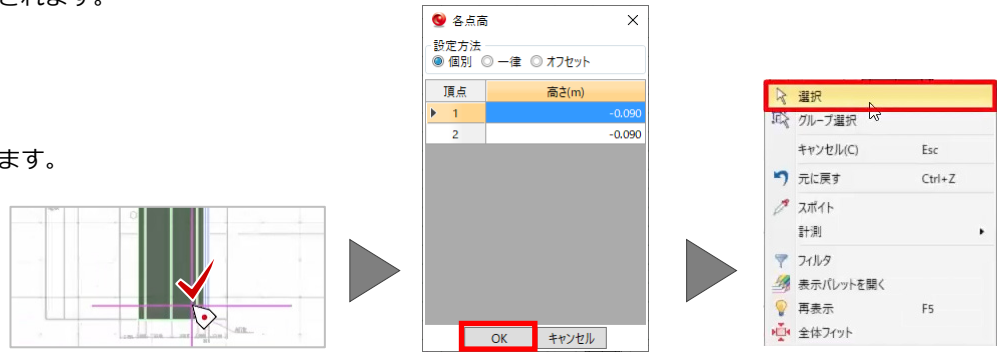 されます。
ます。
各点高
設定方法
個別 一律 オフセット
頂点 高さ(m)
1 -0.090
2 -0.090
OK キャンセル
選択
グループ選択
キャンセル(C) Esc
元に戻す Ctrl+Z
スポイト
計測
フィルタ
表示パレットを開く
再表示 F5
全体フィット